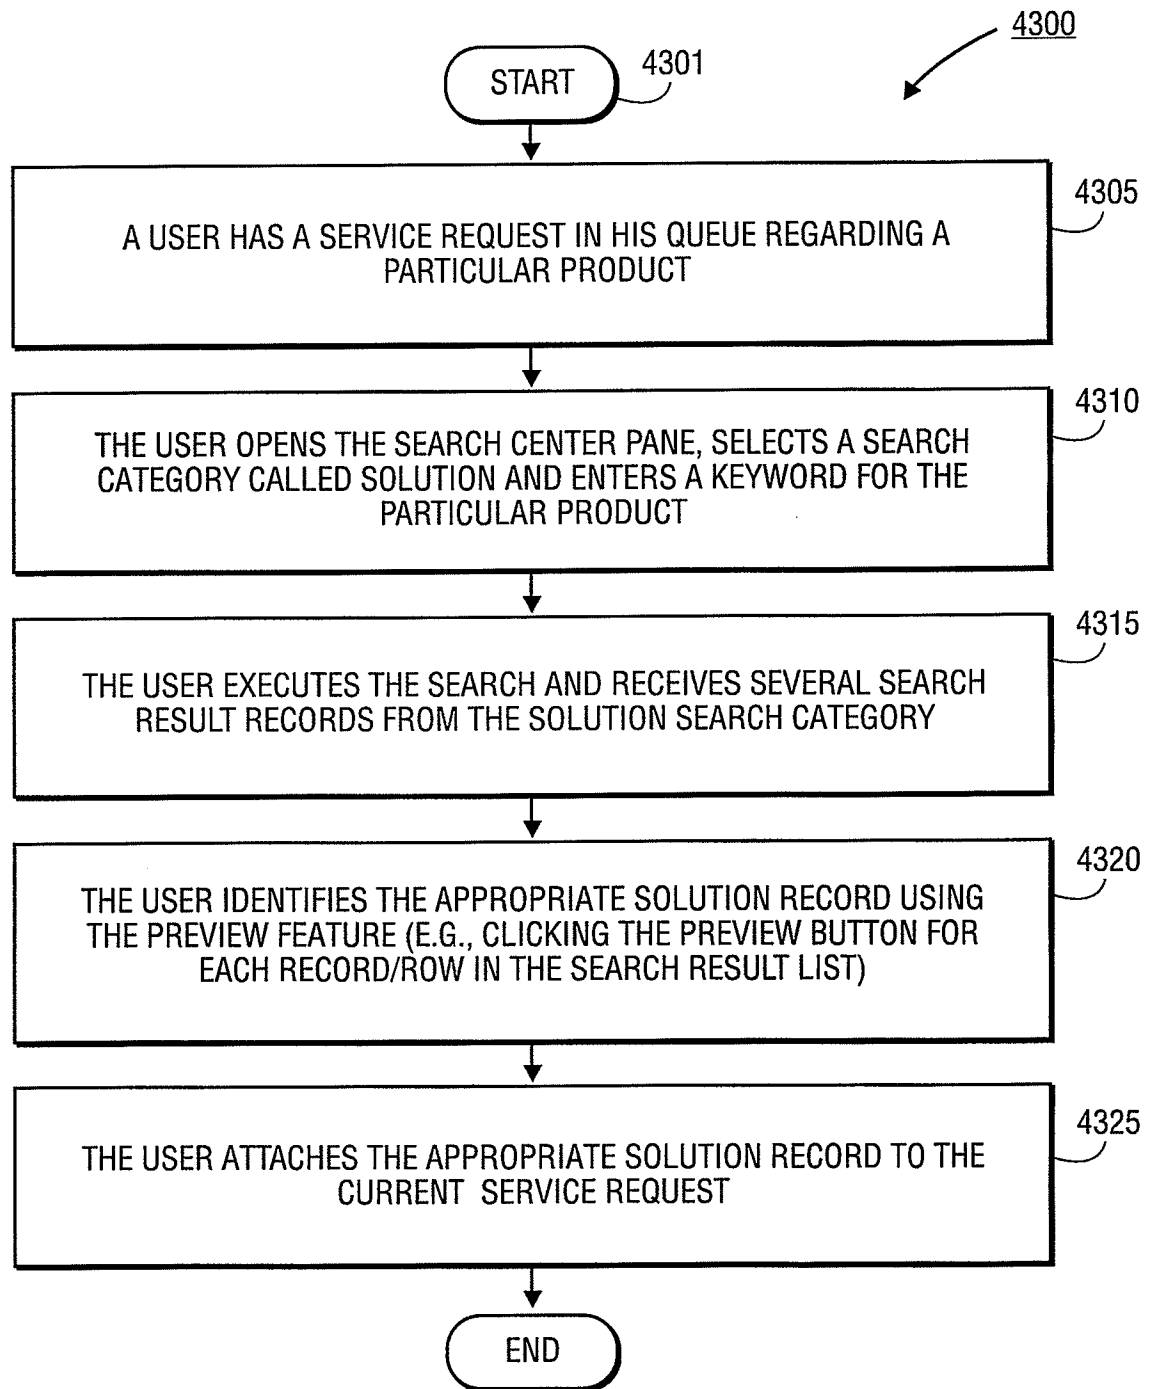 4300
START
4301
4305
A USER HAS A SERVICE REQUEST IN HIS QUEUE REGARDING A
PARTICULAR PRODUCT
4310
THE USER OPENS THE SEARCH CENTER PANE, SELECTS A SEARCH
CATEGORY CALLED SOLUTION AND ENTERS A KEYWORD FOR THE
PARTICULAR PRODUCT
4315
THE USER EXECUTES THE SEARCH AND RECEIVES SEVERAL SEARCH
RESULT RECORDS FROM THE SOLUTION SEARCH CATEGORY
4320
THE USER IDENTIFIES THE APPROPRIATE SOLUTION RECORD USING
THE PREVIEW FEATURE (E.G., CLICKING THE PREVIEW BUTTON FOR
EACH RECORD/ROW IN THE SEARCH RESULT LIST)
4325
THE USER ATTACHES THE APPROPRIATE SOLUTION RECORD TO THE
CURRENT SERVICE REQUEST
END